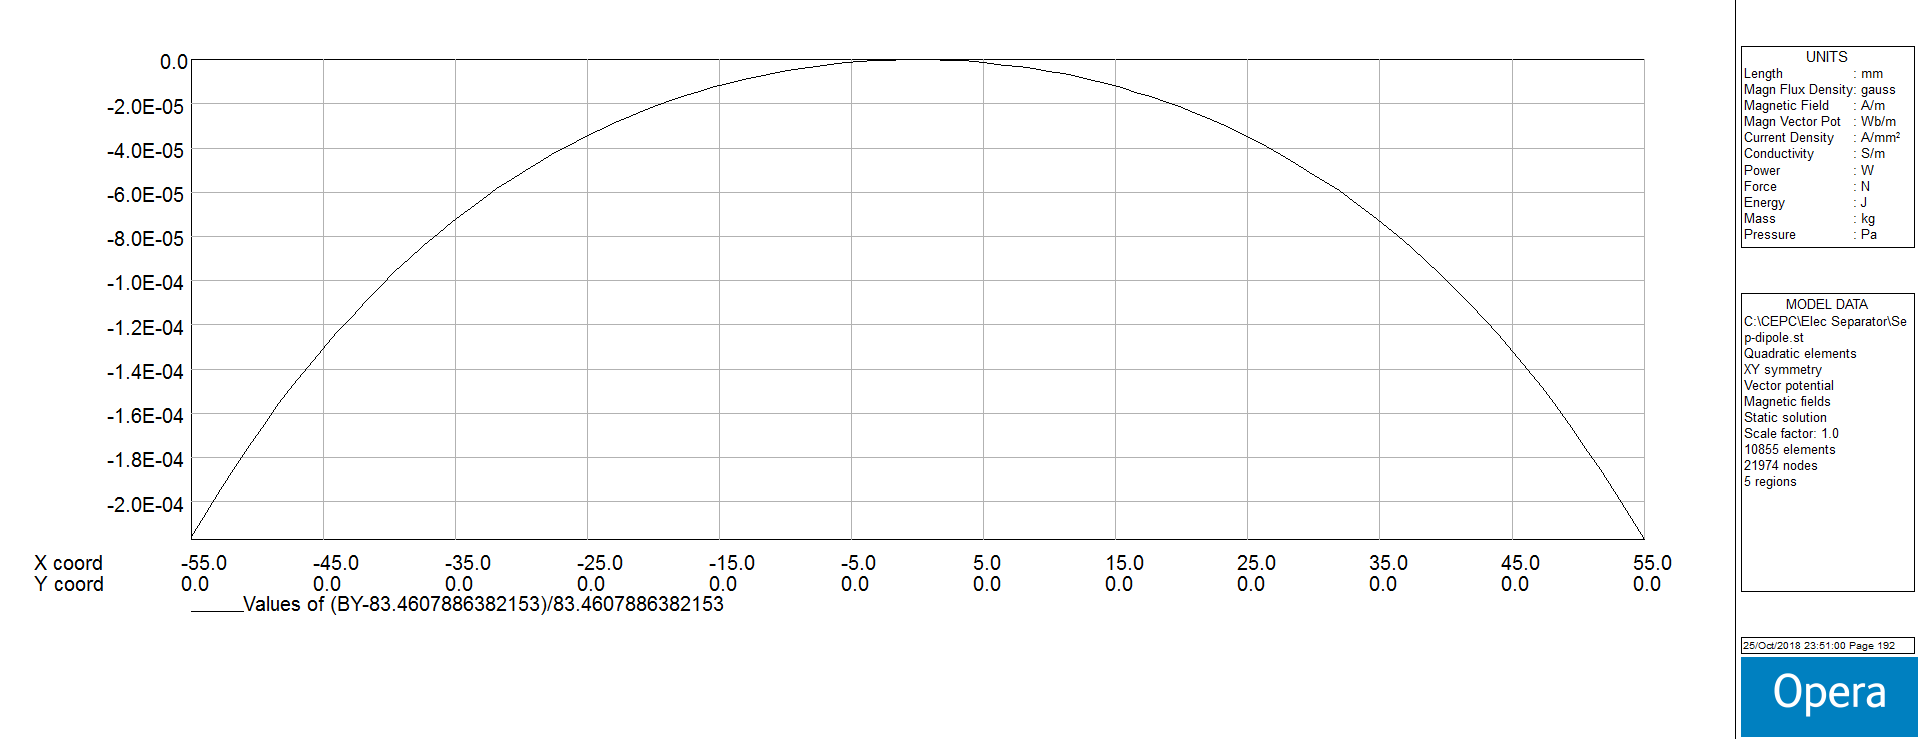 0.0
-2.0E-05
-4.0E-05
-6.0E-05
-8.0E-05
-1.0E-04
-1.2E-04
-1.4E-04
-1.6E-04
-1.8E-04
-2.0E-04
X coord -55.0 -45.0 -35.0 -25.0 -15.0 -5.0 5.0 15.0 25.0 35.0 45.0 55.0
Y coord 0.0 0.0 0.0 0.0 0.0 0.0 0.0 0.0 0.0 0.0 0.0 0.0
Values of (BY-83.4607886382153)/83.4607886382153
UNITS
Length : mm
Magn Flux Density: gauss
Magnetic Field : A/m
Magn Vector Pot : Wb/m
Current Density : A/mm²
Conductivity : S/m
Power : W
Force : N
Energy : J
Mass : kg
Pressure : Pa
MODEL DATA
C:\CEPC\Elec Separator\Se
p-dipole.st
Quadratic elements
XY symmetry
Vector potential
Magnetic fields
Static solution
Scale factor: 1.0
10855 elements
21974 nodes
5 regions
25/Oct/2018 23:51:00 Page 192
Opera